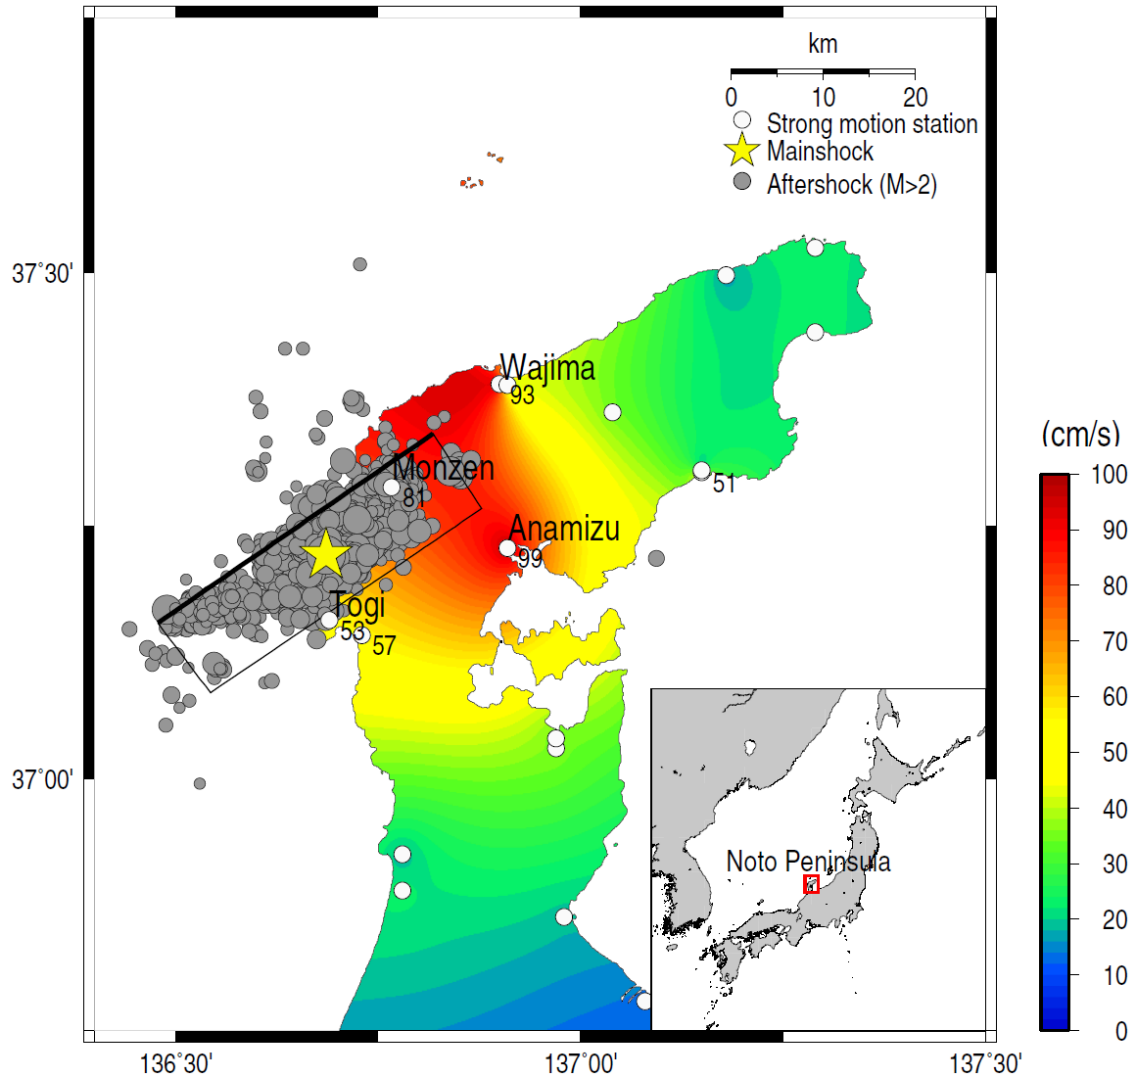 km
0 10 20
Strong motion station
Mainshock
Aftershock (M>2)
37°30'
Wajima
93
(cm/s)
100
Monzen
81
51
90
Anamizu
99
80
70
Togi
53
57
60
50
37°00'
40
30
Noto Peninsula
20
10
0
136°30' 137°00' 137°30'